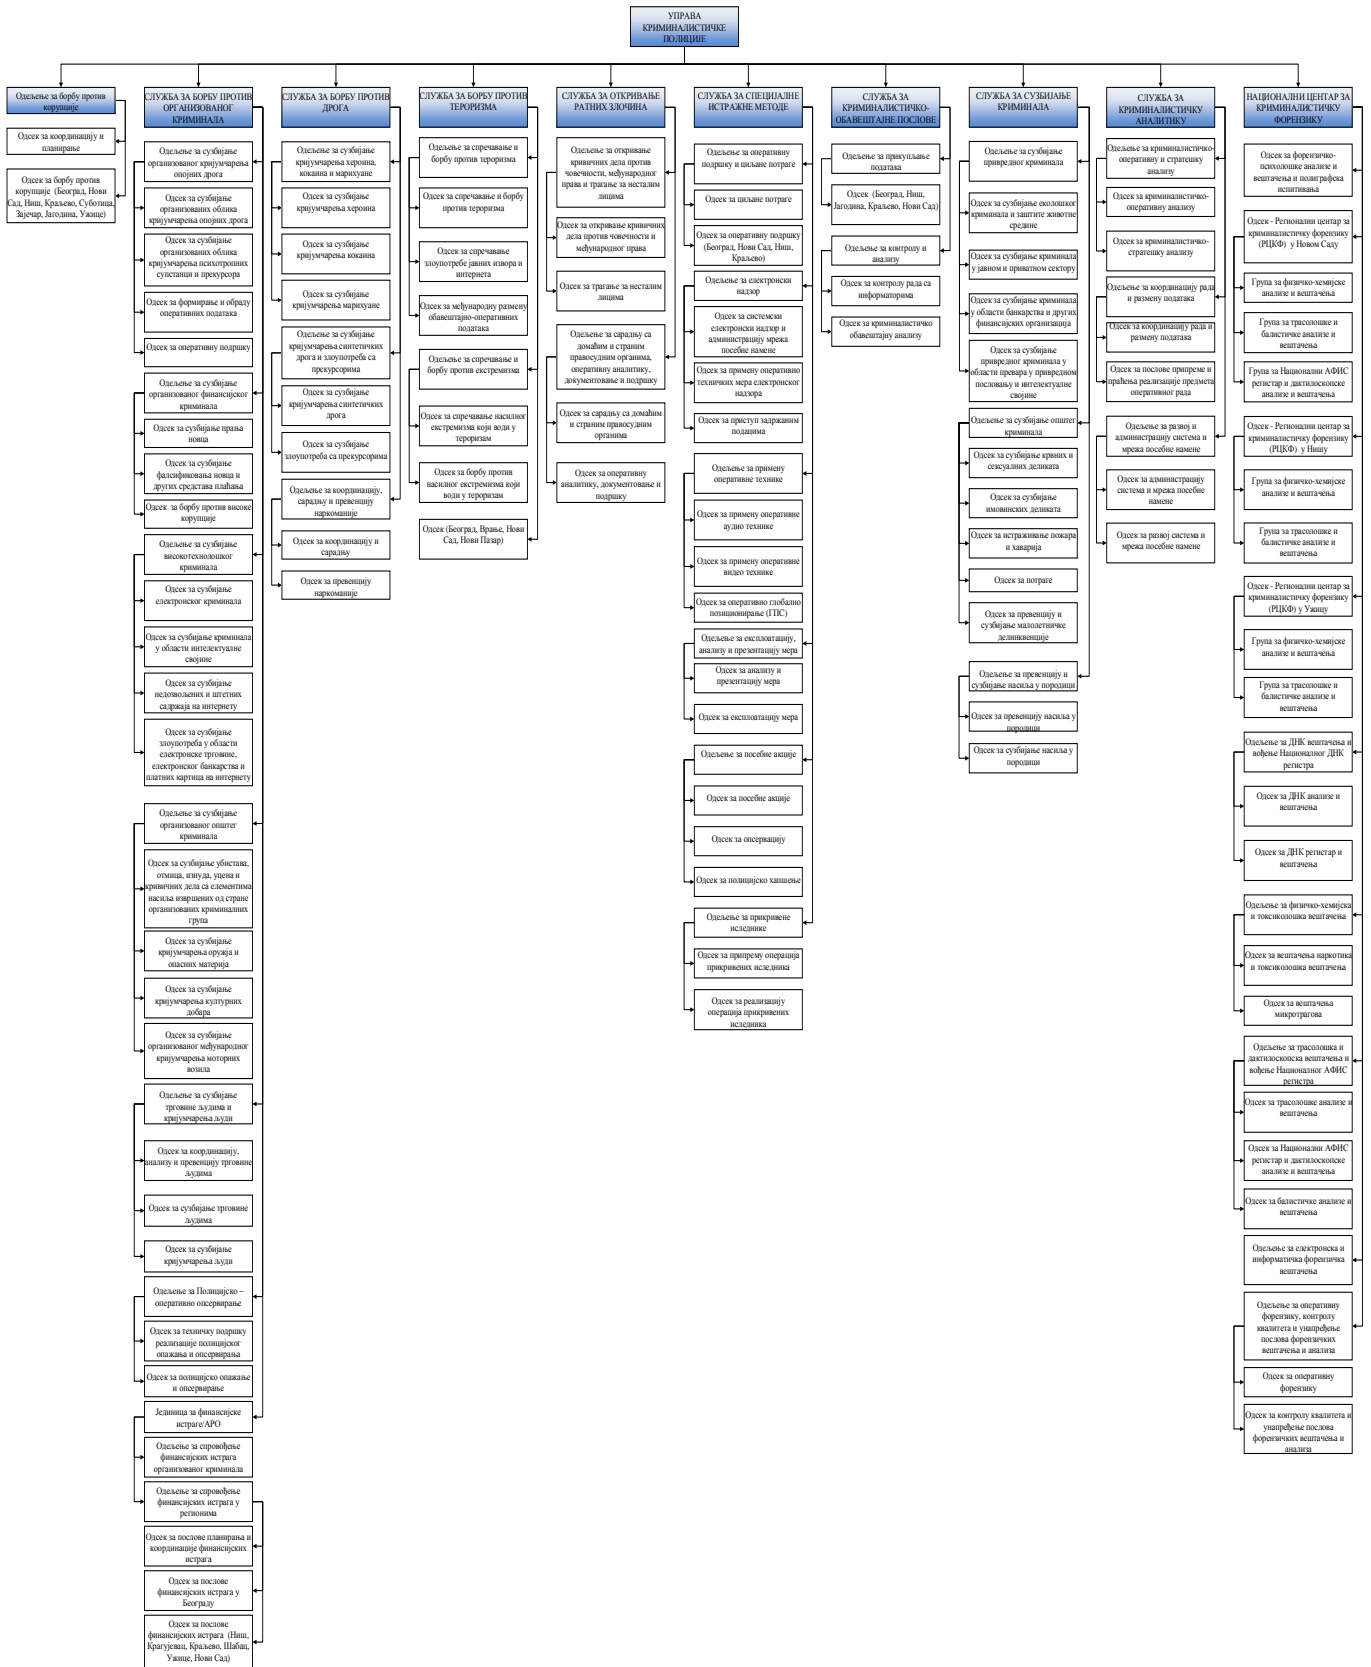 УПРАВА
КРИМИНАЛИСТИЧКЕ
ПОЛИЦИЈЕ
Одељење за борбу против
корупције
Одсек за координацију и
планирање
Одсек за борбу против
корупције (Београд, Нови
Сад, Ниш, Краљево, Суботица,
Зајечар, Јагодина, Ужице)
СЛУЖБА ЗА БОРБУ ПРОТИВ
ОРГАНИЗОВАНОГ
КРИМИНАЛА
Одељење за сузбијање
организованог кријумчарења
опојних дрога
Одсек за сузбијање
организованих облика
кријумчарења опојних дрога
Одсек за сузбијање
организованих облика
кријумчарења психотропних
супстанци и прекурсора
Одсек за формирање и обраду
оперативних података
Одсек за оперативну подршку
Одељење за сузбијање
организованог финансијског
криминала
Одсек за сузбијање прања
новца
Одсек за сузбијање
фалсификовања новца и
других средстава плаћања
Одсек за борбу против високе
корупције
Одељење за сузбијање
високотехнолошког
криминала
Одсек за сузбијање
електронског криминала
Одсек за сузбијање криминала
у области интелектуалне
својине
Одсек за сузбијање
недозвољених и штетних
садржаја на интернету
Одсек за сузбијање
злоупотреба у области
електронске трговине,
електронског банкарства и
платних картица на интернету
Одељење за сузбијање
организованог општег
криминала
Одсек за сузбијање убистава,
отмица, изнуда, уцена и
кривичних дела са елементима
насиља извршених од стране
организованих криминалних
група
Одсек за сузбијање
кријумчарења оружја и
опасних материја
Одсек за сузбијање
кријумчарења културних
добара
Одсек за сузбијање
организованог међународног
кријумчарења моторних
возила
Одељење за сузбијање
трговине људима и
кријумчарења људи
Одсек за координацију,
анализу и превенцију трговине
људима
Одсек за сузбијање трговине
људима
Одсек за сузбијање
кријумчарења људи
Одељење за Полицијско –
оперативно опсервирање
Одсек за техничку подршку
реализације полицијског
опажања и опсервирања
Одсек за полицијско опажање
и опсервирање
Јединица за финансијске
истраге/АРО
Одељење за спровођење
финансијских истрага
организованог криминала
Одељење за спровођење
финансијских истрага у
регионима
Одсек за послове планирања и
координације финансијских
истрага
Одсек за послове
финансијских истрага у
Београду
Одсек за послове
финансијских истрага (Ниш,
Крагујевац, Краљево, Шабац,
Ужице, Нови Сад)
СЛУЖБА ЗА БОРБУ ПРОТИВ
ДРОГА
Одељење за сузбијање
кријумчарења хероина,
кокаина и марихуане
Одсек за сузбијање
кријумчарења хероина
Одсек за сузбијање
кријумчарења кокаина
Одсек за сузбијање
кријумчарења марихуане
Одељење за сузбијање
кријумчарења синтетичких
дрога и злоупотреба са
прекурсорима
Одсек за сузбијање
кријумчарења синтетичких
дрога
Одсек за сузбијање
злоупотреба са прекурсорима
Одељење за координацију,
сарадњу и превенцију
наркоманије
Одсек за координацију и
сарадњу
Одсек за превенцију
наркоманије
СЛУЖБА ЗА БОРБУ ПРОТИВ
ТЕРОРИЗМА
Одељење за спречавање и
борбу против тероризма
Одсек за спречавање и борбу
против тероризма
Одсек за спречавање
злоупотребе јавних извора и
интернета
Одсек за међународну размену
обавештајно-оперативних
података
Одељење за спречавање и
борбу против екстремизма
Одсек за спречавање насилног
екстремизма који води у
тероризам
Одсек за борбу против
насилног екстремизма који
води у тероризам
Одсек (Београд, Врање, Нови
Сад, Нови Пазар)
СЛУЖБА ЗА ОТКРИВАЊЕ
РАТНИХ ЗЛОЧИНА
Одељење за откривање
кривичних дела против
човечности, међународног
права и трагање за несталим
лицима
Одсек за откривање кривичних
дела против човечности и
међународног права
Одсек за трагање за несталим
лицима
Одељење за сарадњу са
домаћим и страним
правосудним органима,
оперативну аналитику,
документовање и подршку
Одсек за сарадњу са домаћим
и страним правосудним
органима
Одсек за оперативну
аналитику, документовање и
подршку
СЛУЖБА ЗА СПЕЦИЈАЛНЕ
ИСТРАЖНЕ МЕТОДЕ
Одељење за оперативну
подршку и циљане потраге
Одсек за циљане потраге
Одсек за оперативну подршку
(Београд, Нови Сад, Ниш,
Краљево)
Одељење за електронски
надзор
Одсек за системски
електронски надзор и
администрацију мрежа
посебне намене
Одсек за примену оперативно
техничких мера електронског
надзора
Одсек за приступ задржаним
подацима
Одељење за примену
оперативне технике
Одсек за примену оперативне
аудио технике
Одсек за примену оперативне
видео технике
Одсек за оперативно глобално
позиционирање (ГПС)
Одељење за експлоатацију,
анализу и презентацију мера
Одсек за анализу и
презентацију мера
Одсек за експлоатацију мера
Одељење за посебне акције
Одсек за посебне акције
Одсек за опсервацију
Одсек за полицијско хапшење
Одељење за прикривене
иследнике
Одсек за припрему операција
прикривених иследника
Одсек за реализацију
операција прикривених
иследника
СЛУЖБА ЗА
КРИМИНАЛИСТИЧКО-
ОБАВЕШТАЈНЕ ПОСЛОВЕ
Одељење за прикупљање
података
Одсек (Београд, Ниш,
Јагодина, Краљево, Нови Сад)
Одељење за контролу и
анализу
Одсек за контролу рада са
информаторима
Одсек за криминалистичко
обавештајну анализу
СЛУЖБА ЗА СУЗБИЈАЊЕ
КРИМИНАЛА
Одељење за сузбијање
привредног криминала
Одсек за сузбијање еколошког
криминала и заштите животне
средине
Одсек за сузбијање криминала
у јавном и приватном сектору
Одсек за сузбијање криминала
у области банкарства и других
финансијских организација
Одсек за сузбијање
привредног криминала у
области превара у привредном
пословању и интелектуалне
својине
Одељење за сузбијање општег
криминала
Одсек за сузбијање крвних и
сексуалних деликата
Одсек за сузбијање
имовинских деликата
Одсек за истраживање пожара
и хаварија
Одсек за потраге
Одсек за превенцију и
сузбијање малолетничке
делинквенције
Одељење за превенцију и
сузбијање насиља у породици
Одсек за превенцију насиља у
породици
Одсек за сузбијање насиља у
породици
СЛУЖБА ЗА
КРИМИНАЛИСТИЧКУ
АНАЛИТИКУ
Одељење за криминалистичко-
оперативну и стратешку
анализу
Одсек за криминалистичко-
оперативну анализу
Одсек за криминалистичко-
стратешку анализу
Одељење за координацију рада
и размену података
Одсек за координацију рада и
размену података
Одсек за послове припреме и
праћења реализације предмета
оперативног рада
Одељење за развој и
администрацију система и
мрежа посебне намене
Одсек за администрацију
система и мрежа посебне
намене
Одсек за развој система и
мрежа посебне намене
НАЦИОНАЛНИ ЦЕНТАР ЗА
КРИМИНАЛИСТИЧКУ
ФОРЕНЗИКУ
Одсек за форензичко-
психолошке анализе и
вештачења и полиграфска
испитивања
Одсек - Регионални центар за
криминалистичку форензику
(РЦКФ) у Новом Саду
Група за физичко-хемијске
анализе и вештачења
Група за трасолошке и
балистичке анализе и
вештачења
Група за Национални АФИС
регистар и дактилоскопске
анализе и вештачења
Одсек - Регионални центар за
криминалистичку форензику
(РЦКФ) у Нишу
Група за физичко-хемијске
анализе и вештачења
Група за трасолошке и
балистичке анализе и
вештачења
Одсек - Регионални центар за
криминалистичку форензику
(РЦКФ) у Ужицу
Група за физичко-хемијске
анализе и вештачења
Група за трасолошке и
балистичке анализе и
вештачења
Одељење за ДНК вештачења и
вођење Националног ДНК
регистра
Одсек за ДНК анализе и
вештачења
Одсек за ДНК регистар и
вештачења
Одељење за физичко-хемијска
и токсиколошка вештачења
Одсек за вештачења наркотика
и токсиколошка вештачења
Одсек за вештачења
микротрагова
Одељење за трасолошка и
дактилоскопска вештачења и
вођење Националног АФИС
регистра
Одсек за трасолошке анализе и
вештачења
Одсек за Национални АФИС
регистар и дактилоскопске
анализе и вештачења
Одсек за балистичке анализе и
вештачења
Одељење за електронска и
информатичка форензичка
вештачења
Одељење за оперативну
форензику, контролу
квалитета и унапређење
послова форензичких
вештачења и анализа
Одсек за оперативну
форензику
Одсек за контролу квалитета и
унапређење послова
форензичких вештачења и
анализа